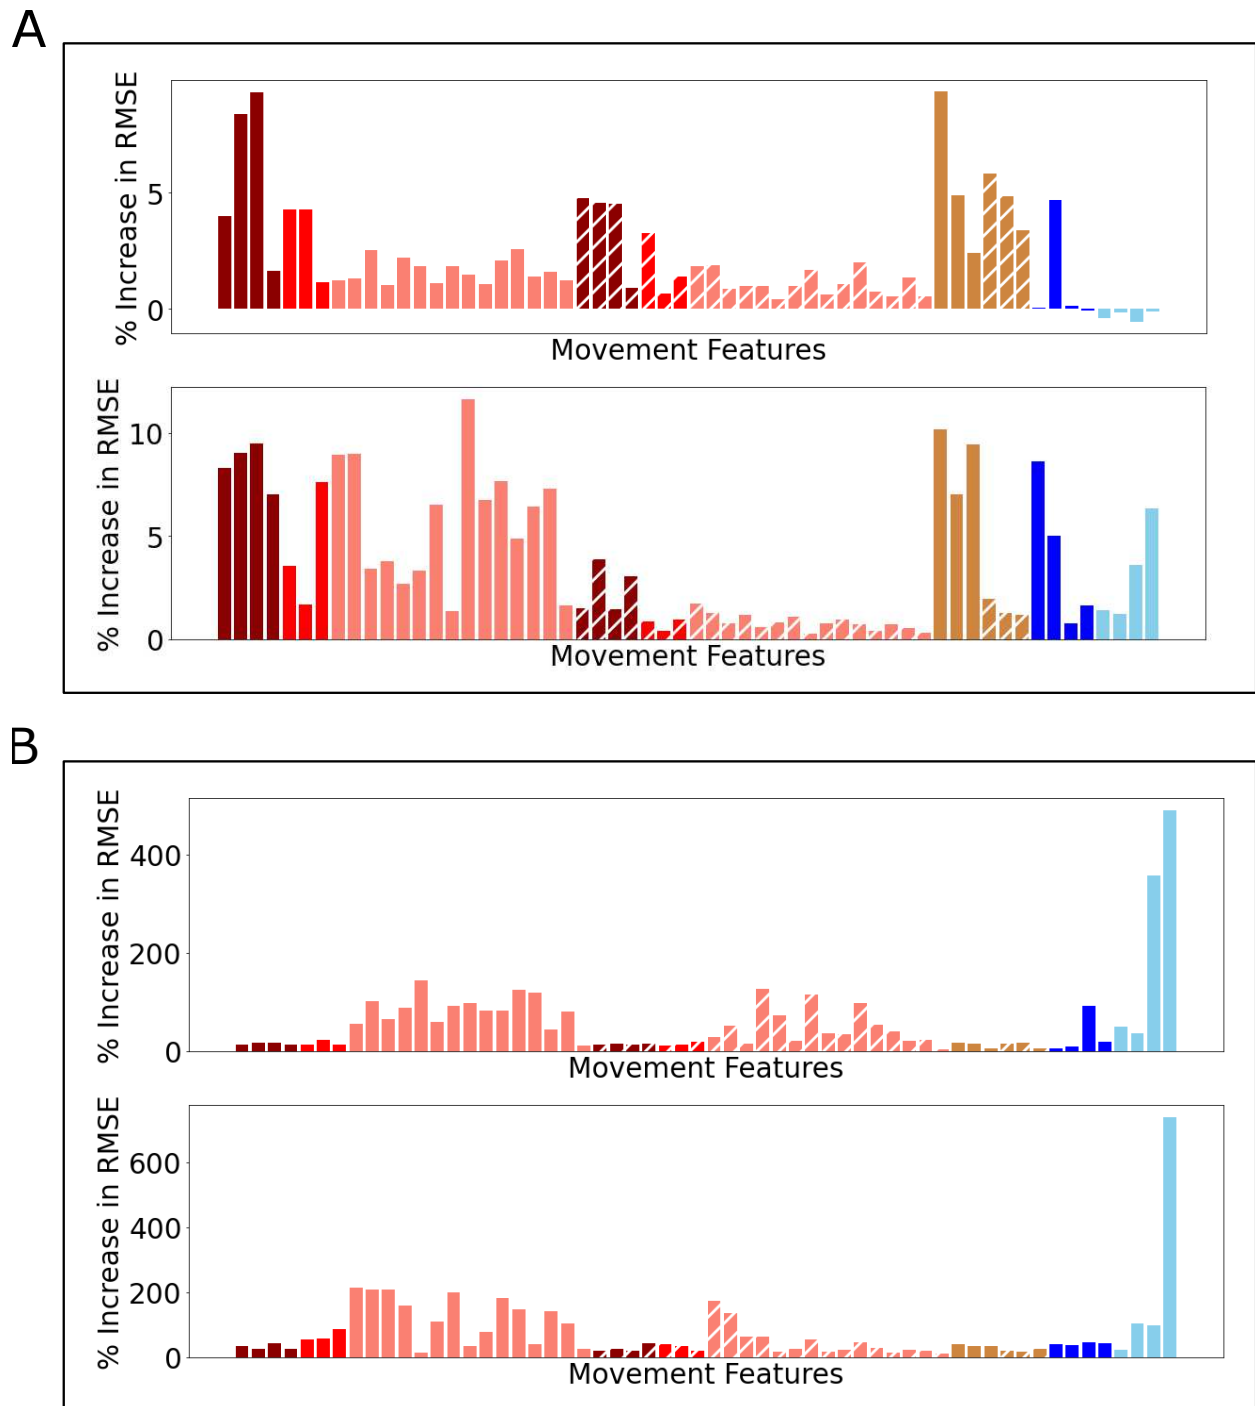 A
% Increase in RMSE
5
0
Movement Features
% Increase in RMSE
10
5
0
Movement Features
B
% Increase in RMSE
400
200
0
Movement Features
% Increase in RMSE
600
400
200
0
Movement Features